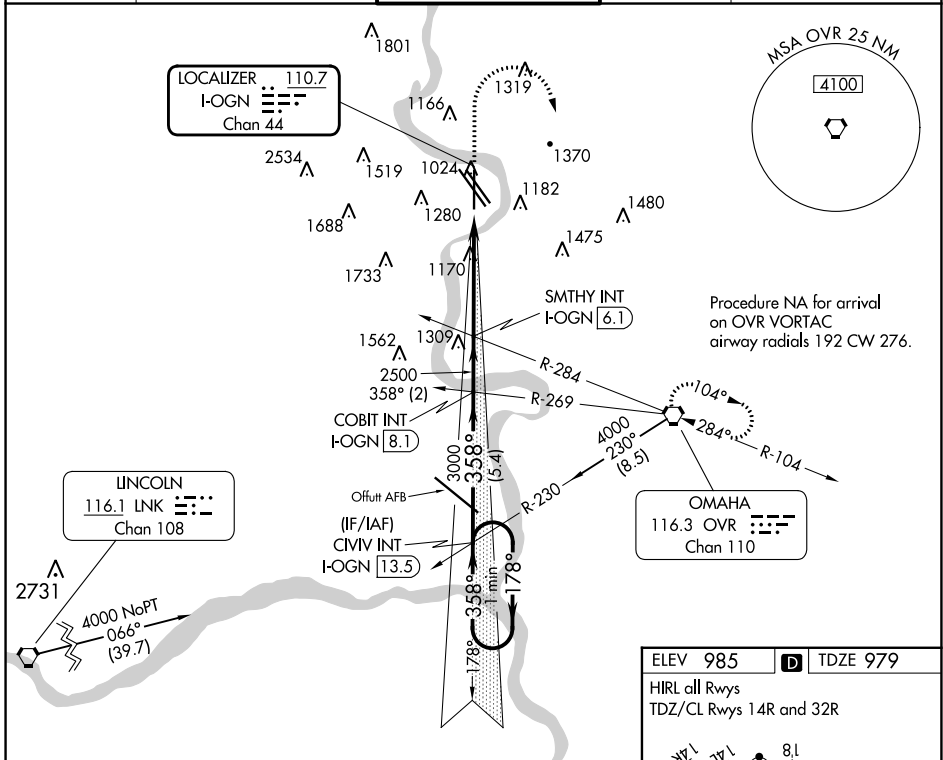 1801
LOCALIZER 110.7
I-OGN
Chan 44
1319
1166
MSA OVR 25 NM
4100
1370
2534
1519
1024
1182
1280
1480
1688
1475
1733
1170
SMTHY INT
I-OGN 6.1
Procedure NA for arrival
on OVR VORTAC
airway radials 192 CW 276.
1562
1309
2500
358° (2)
R-284
R-269
104°
284°
R-104
COBIT INT
I-OGN 8.1
4000
230°
(8.5)
3000
358°
(5.4)
R-230
LINCOLN
116.1 LNK
Chan 108
Offutt AFB
(IF/IAF)
CIVIV INT
I-OGN 13.5
OMAHA
116.3 OVR
Chan 110
2731
4000 NoPT
066°
(39.7)
358°
1 min
178°
178°
ELEV 985 D TDZE 979
HIRL all Rwys
TDZ/CL Rwys 14R and 32R
14R
14L
18